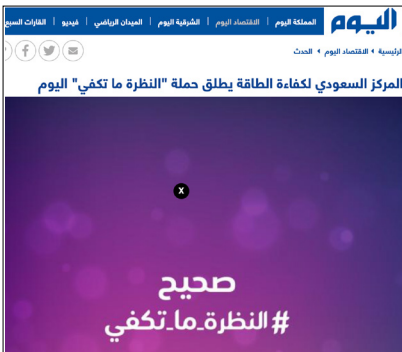 اليوم
المملكة اليوم | الاقتصاد اليوم | الشرقية اليوم | الميدان الرياضي | فيديو | القارات السبع
الرئيسية الاقتصاد اليوم الحدث
المركز السعودي لكفاءة الطاقة يطلق حملة "النظرة ما تكفي" اليوم
X
صحيح
#النظرة_ما_تكفي